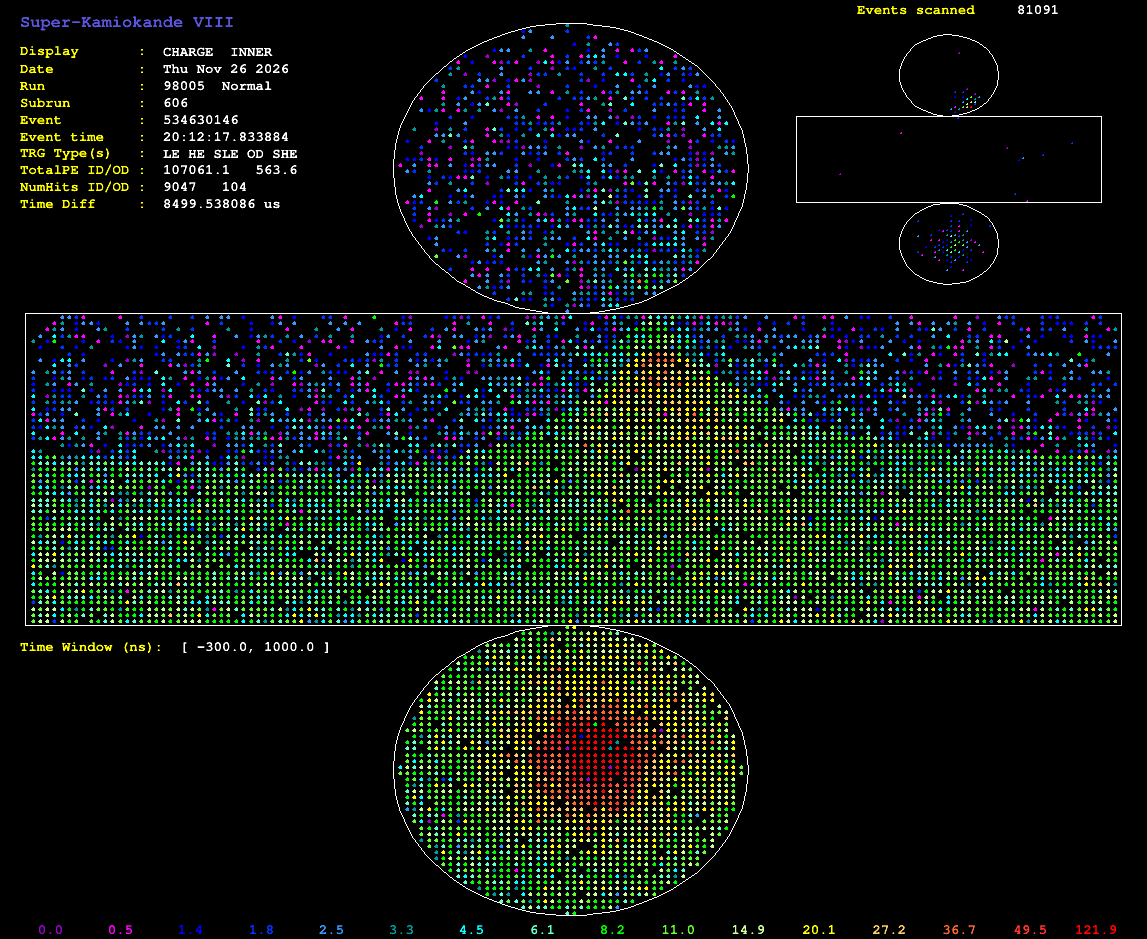 Super-Kamiokande VIII
Events scanned 81091
Display : CHARGE INNER
Date : Thu Nov 26 2026
Run : 98005 Normal
Subrun : 606
Event : 534630146
Event time : 20:12:17.833884
TRG Type(s) : LE HE SLE OD SHE
TotalPE ID/OD : 107061.1 563.6
NumHits ID/OD : 9047 104
Time Diff : 8499.538086 us
Time Window (ns): [ -300.0, 1000.0 ]
0.0 0.5 1.4 1.8 2.5 3.3 4.5 6.1 8.2 11.0 14.9 20.1 27.2 36.7 49.5 121.9